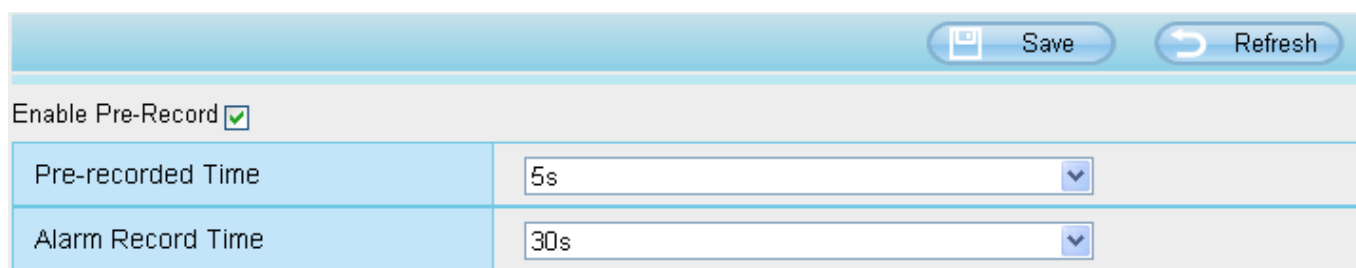 Save Refresh
Enable Pre-Record
Pre-recorded Time 5s
Alarm Record Time 30s